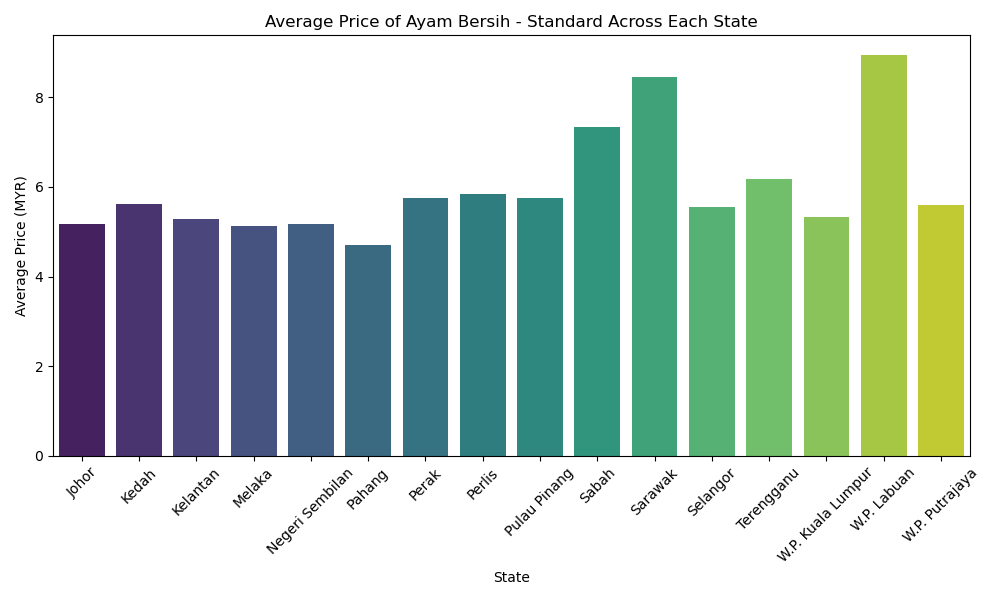 Average Price of Ayam Bersih - Standard Across Each State
Average Price (MYR)
8
6
4
2
0
Johor
Kedah
Kelantan
Melaka
Negeri Sembilan
Pahang
Perak
Perlis
Pulau Pinang
Sabah
Sarawak
Selangor
Terengganu
W.P. Kuala Lumpur
W.P. Labuan
W.P. Putrajaya
State